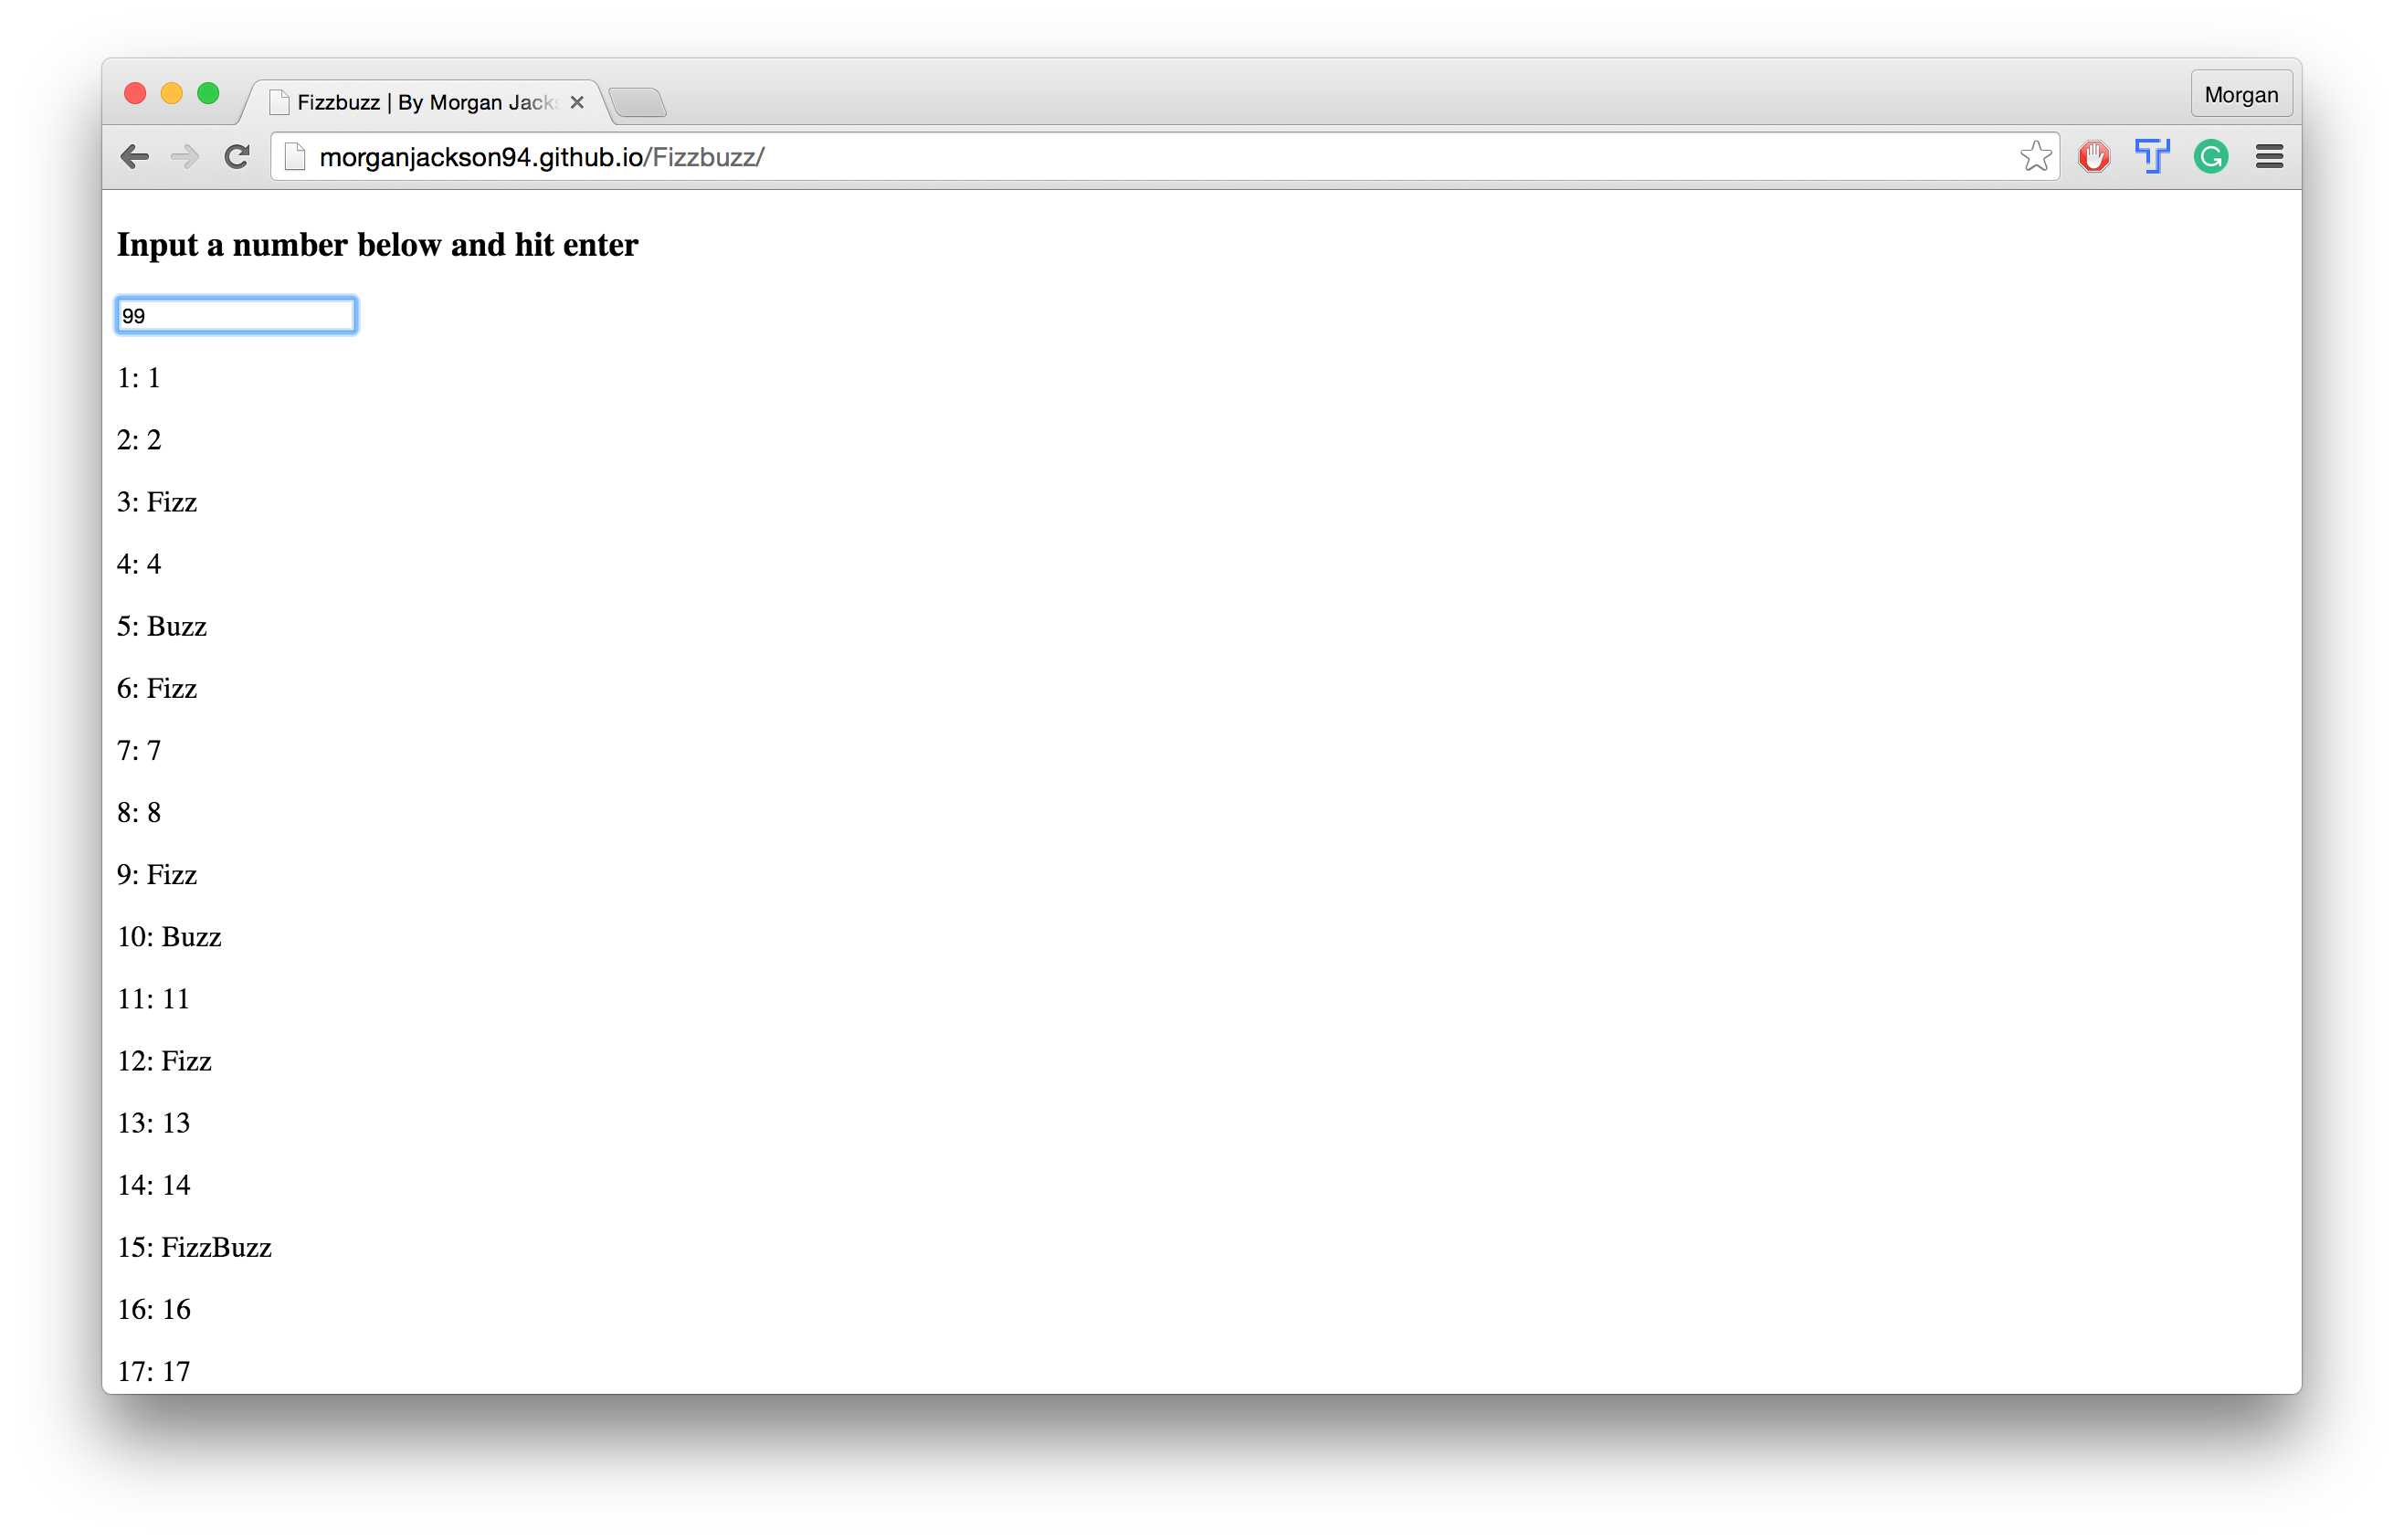 Fizzbuzz | By Morgan Jacks
Morgan
morganjackson94.github.io/Fizzbuzz/
Input a number below and hit enter
99
1: 1
2: 2
3: Fizz
4: 4
5: Buzz
6: Fizz
7: 7
8: 8
9: Fizz
10: Buzz
11: 11
12: Fizz
13: 13
14: 14
15: FizzBuzz
16: 16
17: 17